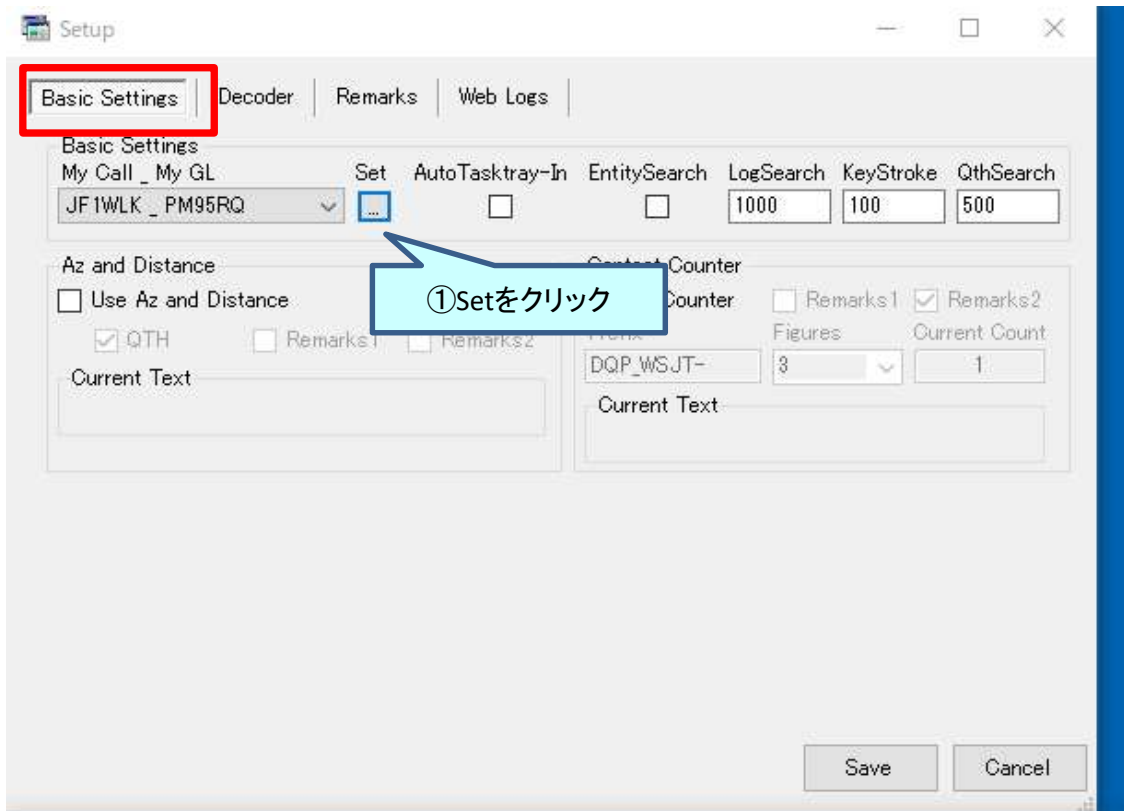 Setup
Basic Settings Decoder Remarks Web Logs
Basic Settings
My Call _ My GL Set AutoTasktray-In EntitySearch LogSearch KeyStroke QthSearch
JF1WLK _ PM95RQ ... 1000 100 500
Az and Distance Contest Counter
①Setをクリック
Use Az and Distance Counter Remarks1 Remarks2
QTH Remarks1 Remarks2 Prefix Figures Current Count
DQP_WSJT- 3 1
Current Text
Current Text
Save Cancel